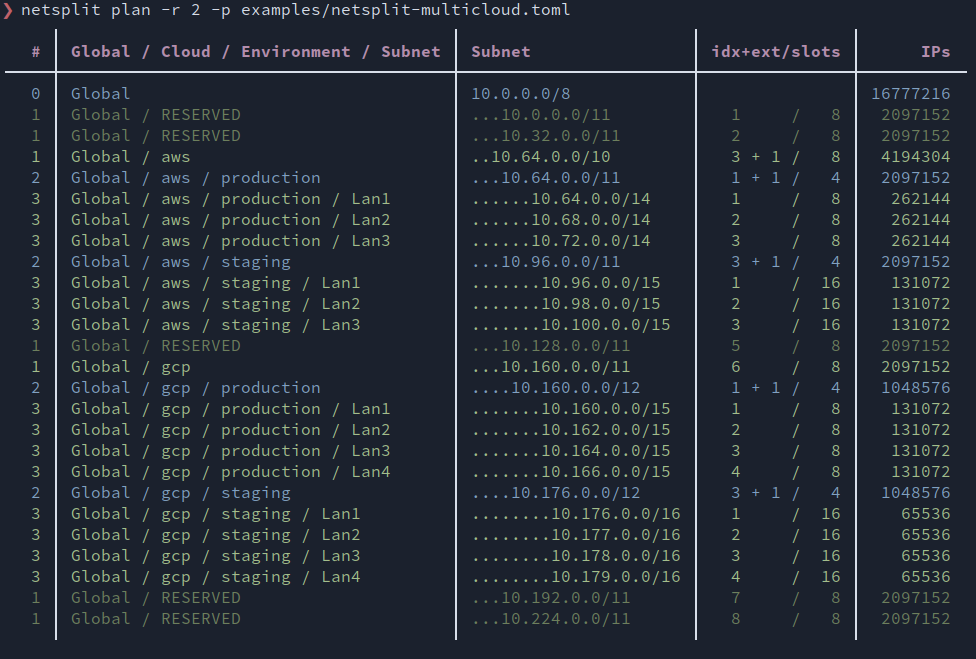 ❯ netsplit plan -r 2 -p examples/netsplit-multicloud.toml
# Global / Cloud / Environment / Subnet Subnet idx+ext/slots IPs
0 Global 10.0.0.0/8 16777216
1 Global / RESERVED ...10.0.0.0/11 1 / 8 2097152
1 Global / RESERVED ...10.32.0.0/11 2 / 8 2097152
1 Global / aws ..10.64.0.0/10 3 + 1 / 8 4194304
2 Global / aws / production ...10.64.0.0/11 1 + 1 / 4 2097152
3 Global / aws / production / Lan1 ......10.64.0.0/14 1 / 8 262144
3 Global / aws / production / Lan2 ......10.68.0.0/14 2 / 8 262144
3 Global / aws / production / Lan3 ......10.72.0.0/14 3 / 8 262144
2 Global / aws / staging ...10.96.0.0/11 3 + 1 / 4 2097152
3 Global / aws / staging / Lan1 .......10.96.0.0/15 1 / 16 131072
3 Global / aws / staging / Lan2 .......10.98.0.0/15 2 / 16 131072
3 Global / aws / staging / Lan3 .......10.100.0.0/15 3 / 16 131072
1 Global / RESERVED ...10.128.0.0/11 5 / 8 2097152
1 Global / gcp ...10.160.0.0/11 6 / 8 2097152
2 Global / gcp / production ....10.160.0.0/12 1 + 1 / 4 1048576
3 Global / gcp / production / Lan1 .......10.160.0.0/15 1 / 8 131072
3 Global / gcp / production / Lan2 .......10.162.0.0/15 2 / 8 131072
3 Global / gcp / production / Lan3 .......10.164.0.0/15 3 / 8 131072
3 Global / gcp / production / Lan4 .......10.166.0.0/15 4 / 8 131072
2 Global / gcp / staging ....10.176.0.0/12 3 + 1 / 4 1048576
3 Global / gcp / staging / Lan1 ........10.176.0.0/16 1 / 16 65536
3 Global / gcp / staging / Lan2 ........10.177.0.0/16 2 / 16 65536
3 Global / gcp / staging / Lan3 ........10.178.0.0/16 3 / 16 65536
3 Global / gcp / staging / Lan4 ........10.179.0.0/16 4 / 16 65536
1 Global / RESERVED ...10.192.0.0/11 7 / 8 2097152
1 Global / RESERVED ...10.224.0.0/11 8 / 8 2097152